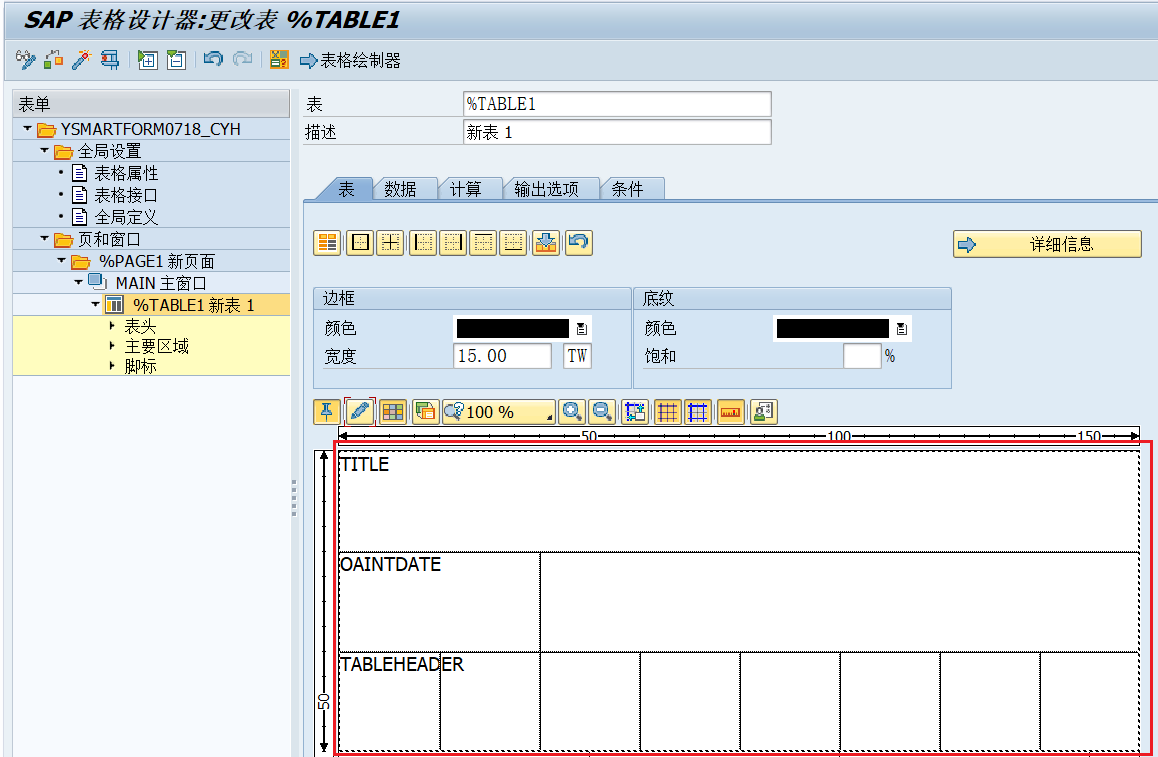 SAP 表格设计器:更改表 %TABLE1
表格绘制器
表单
YSMARTFORM0718_CYH
全局设置
表格属性
表格接口
全局定义
页和窗口
%PAGE1 新页面
MAIN 主窗口
%TABLE1 新表 1
表头
主要区域
脚标
表 %TABLE1
描述 新表 1
表 数据 计算 输出选项 条件
详细信息
边框 底纹
颜色 颜色
宽度 15.00 TW 饱和 %
100 %
50 100 150
TITLE
OAINTDATE
TABLEHEADER
50